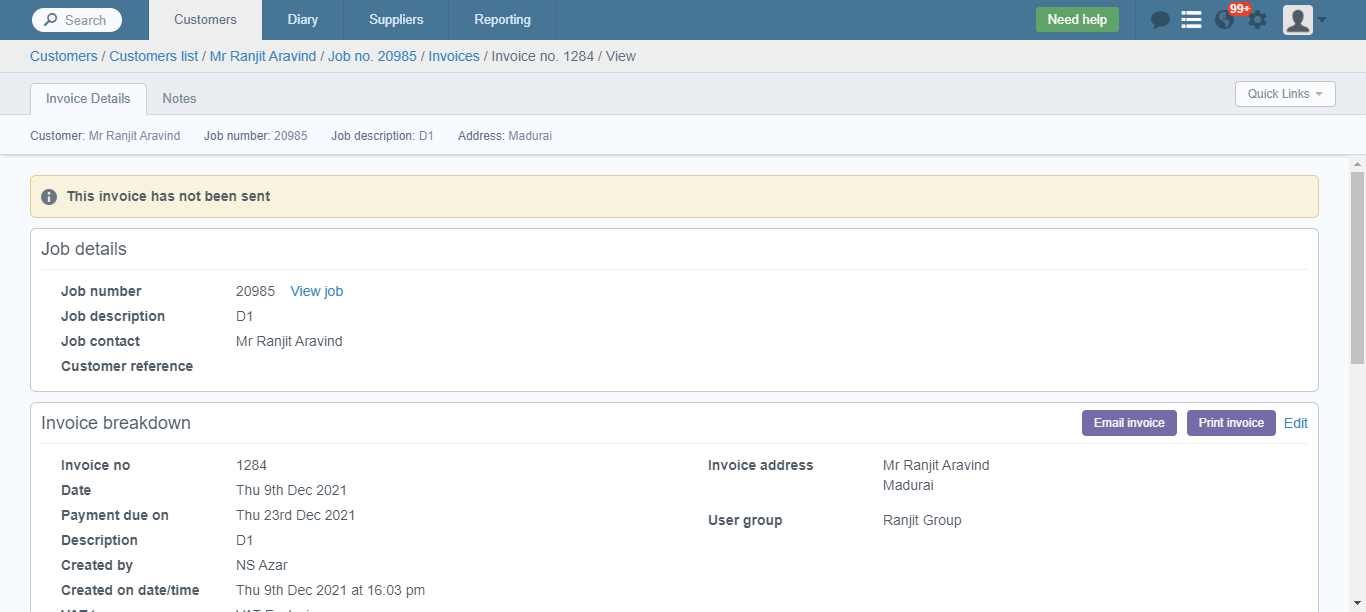 Search Customers Diary Suppliers Reporting Need help 99+
Customers / Customers list / Mr Ranjit Aravind / Job no. 20985 / Invoices / Invoice no. 1284 / View
Invoice Details Notes Quick Links
Customer: Mr Ranjit Aravind Job number: 20985 Job description: D1 Address: Madurai
This invoice has not been sent
Job details
Job number 20985 View job
Job description D1
Job contact Mr Ranjit Aravind
Customer reference
Invoice breakdown Email invoice Print invoice Edit
Invoice no 1284 Invoice address Mr Ranjit Aravind
Madurai
Date Thu 9th Dec 2021
Payment due on Thu 23rd Dec 2021
User group Ranjit Group
Description D1
Created by NS Azar
Created on date/time Thu 9th Dec 2021 at 16:03 pm